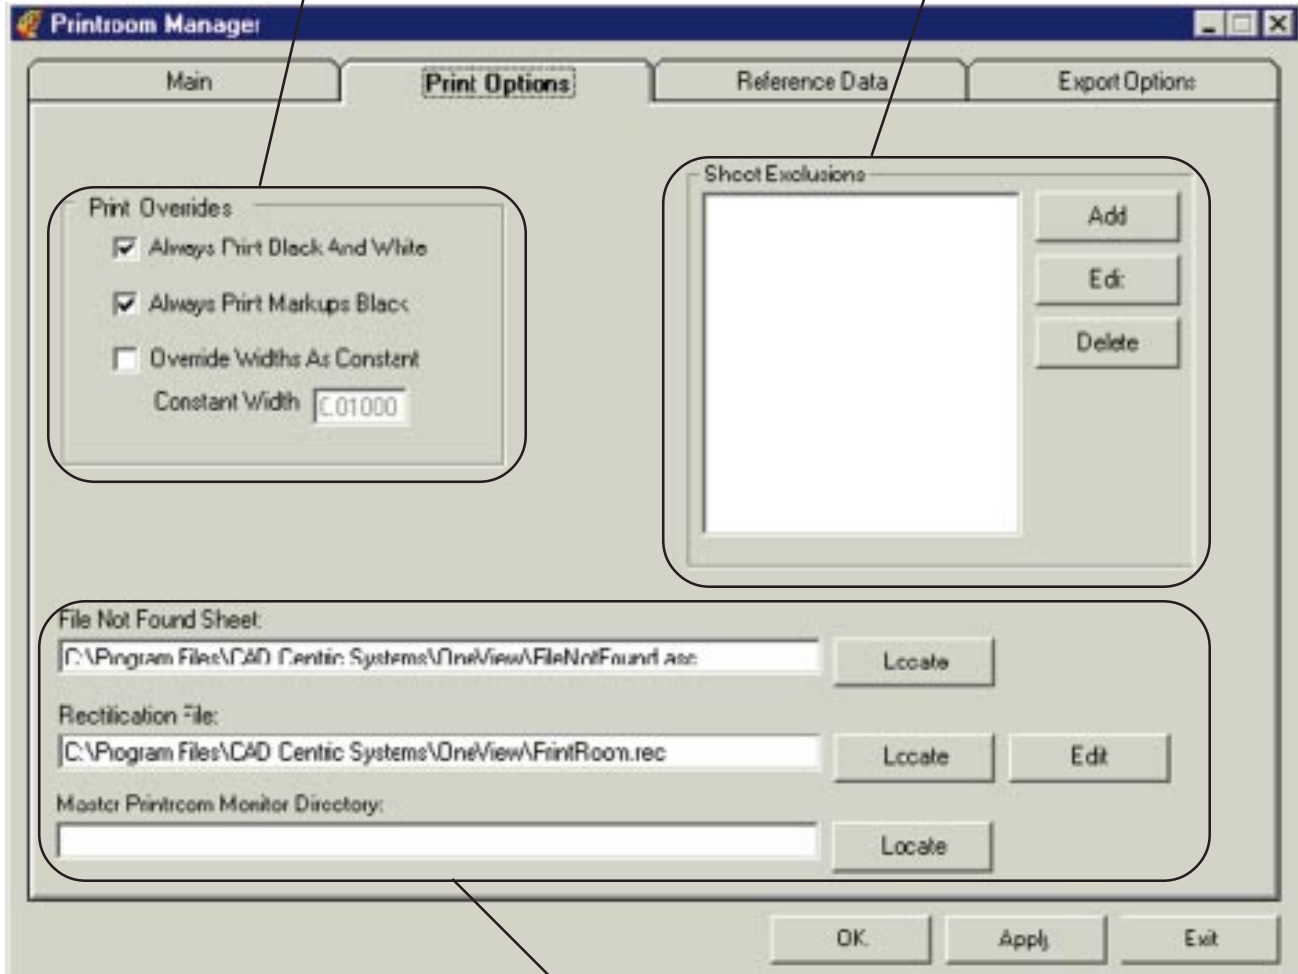 Printroom Manager
Main
Print Options
Reference Data
Export Options
Print Overrides
Always Print Black And White
Always Print Markups Black
Override Widths As Constant
Constant Width 0.01000
Sheet Exclusions
Add
Edit
Delete
File Not Found Sheet:
C:\Program Files\CAD Centric Systems\OneView\FileNotFound.asc
Locate
Rectification File:
C:\Program Files\CAD Centric Systems\OneView\PrintRoom.rec
Locate
Edit
Master Printroom Monitor Directory:
Locate
OK
Apply
Exit